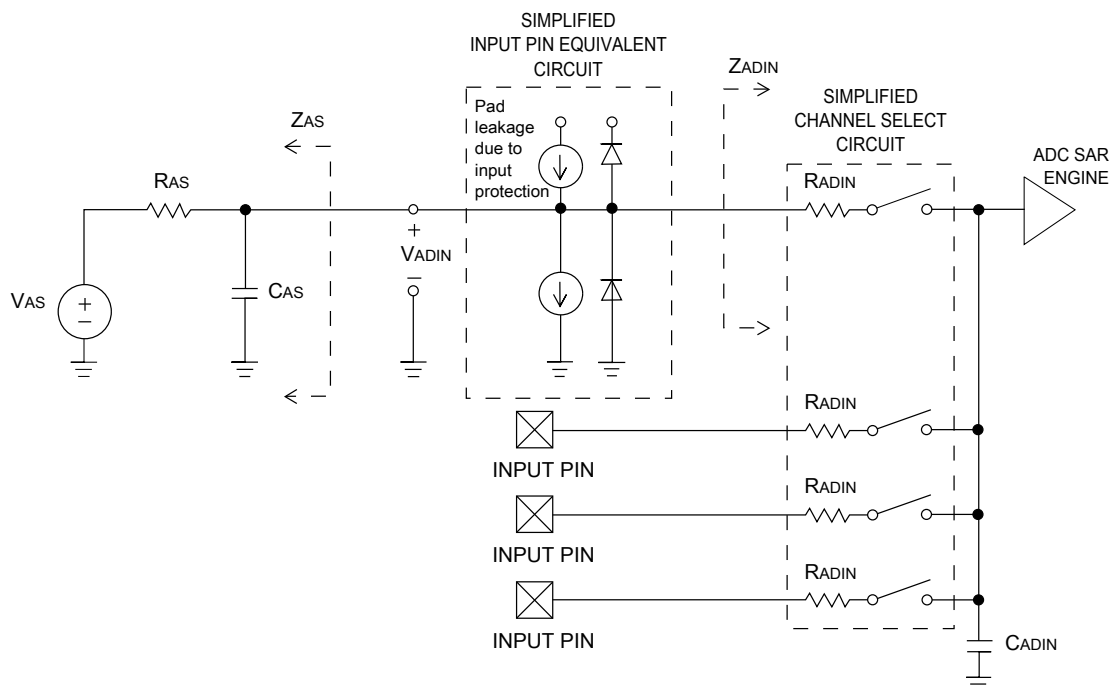 SIMPLIFIED
INPUT PIN EQUIVALENT
CIRCUIT
Pad
leakage
due to
input
protection
ZAS
ZADIN
SIMPLIFIED
CHANNEL SELECT
CIRCUIT
ADC SAR
ENGINE
RAS
RADIN
+
VADIN
–
CAS
VAS
+
–
RADIN
INPUT PIN
RADIN
INPUT PIN
RADIN
INPUT PIN
CADIN